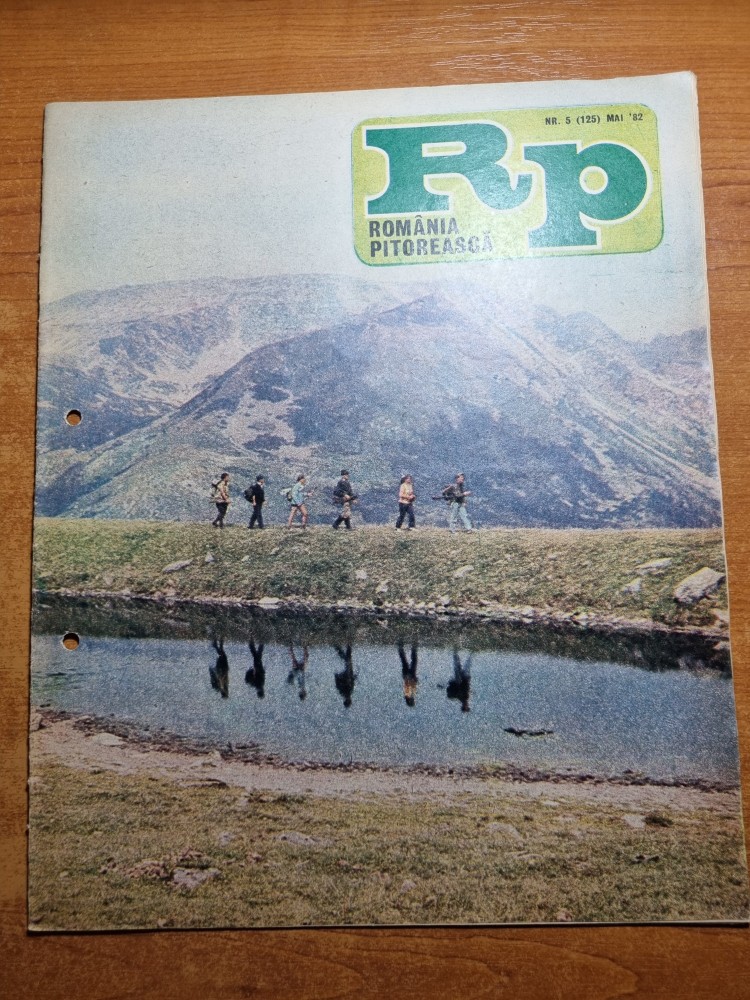 NR. 5 (125) MAI '82
Rp
ROMÂNIA
PITOREASCĂ